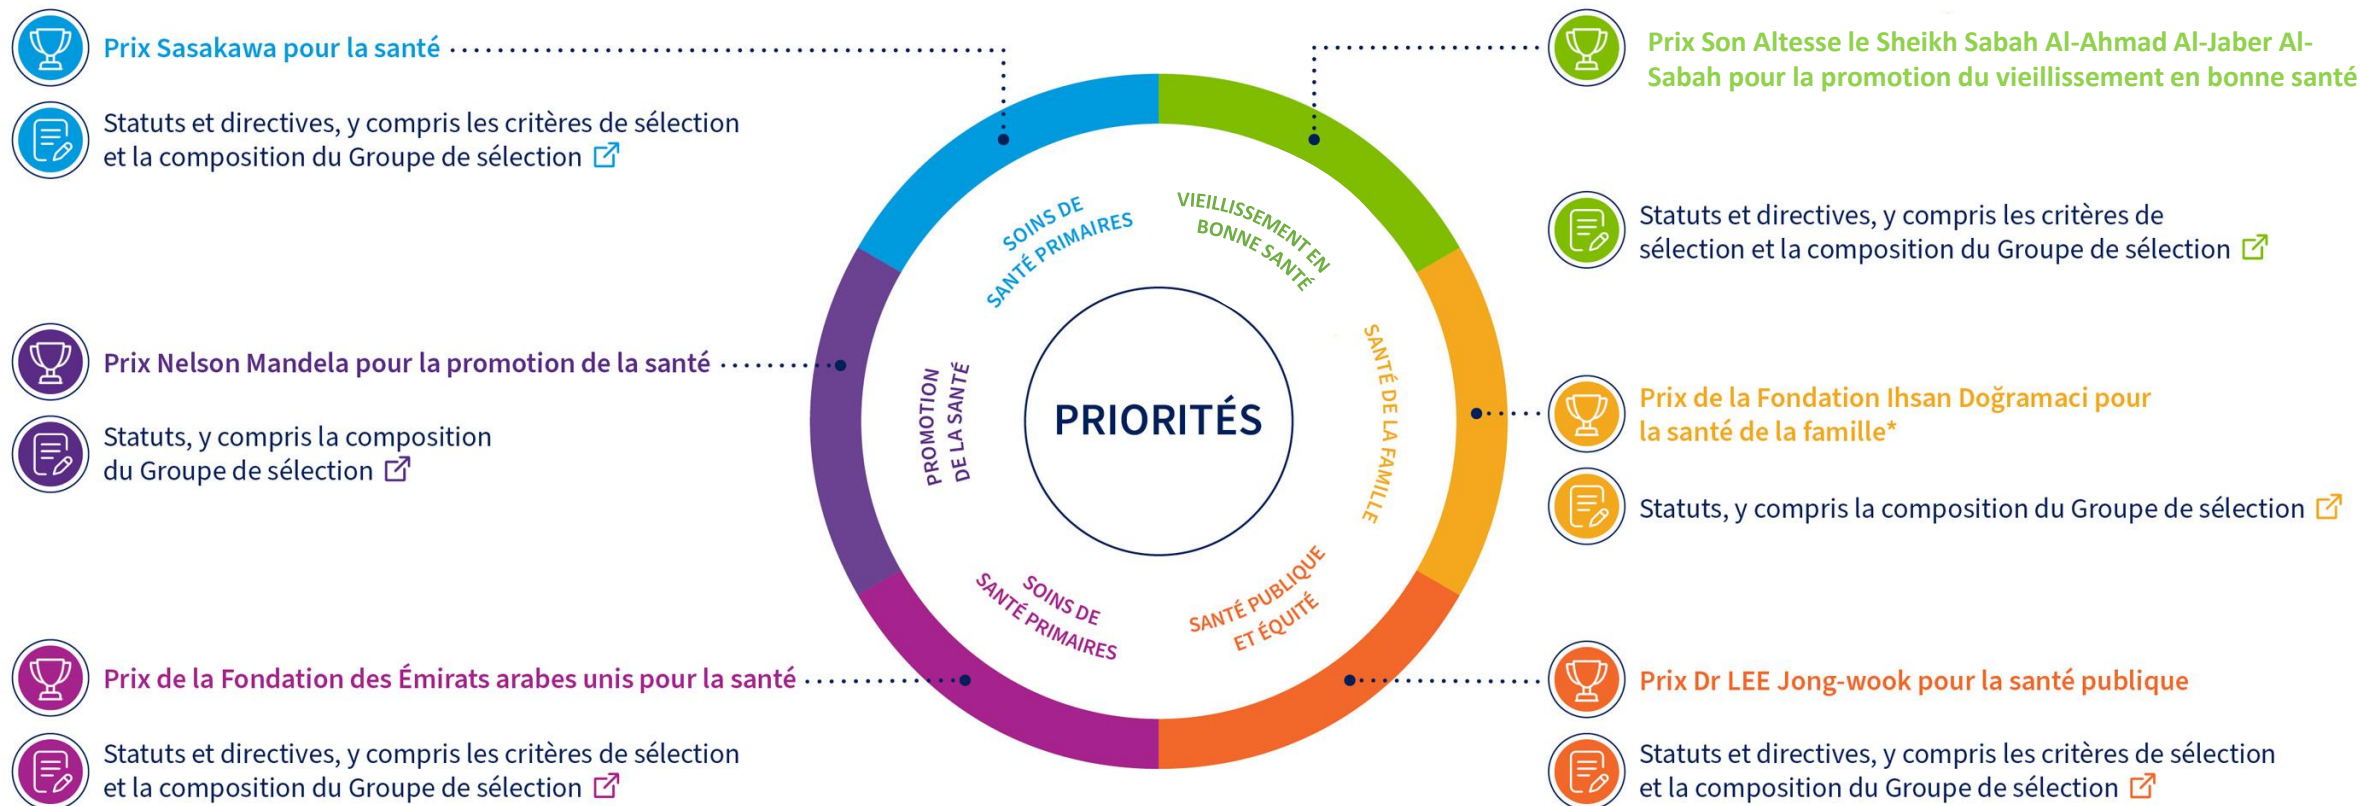 Prix Sasakawa pour la santé
Statuts et directives, y compris les critères de sélection
et la composition du Groupe de sélection
Prix Nelson Mandela pour la promotion de la santé
Statuts, y compris la composition
du Groupe de sélection
Prix de la Fondation des Émirats arabes unis pour la santé
Statuts et directives, y compris les critères de sélection
et la composition du Groupe de sélection
SOINS DE
SANTÉ PRIMAIRES
VIEILLISSEMENT EN
BONNE SANTÉ
PROMOTION
DE LA SANTÉ
PRIORITÉS
SANTÉ DE LA FAMILLE
SOINS DE
SANTÉ PRIMAIRES
SANTÉ PUBLIQUE
ET ÉQUITÉ
Prix Son Altesse le Sheikh Sabah Al-Ahmad Al-Jaber Al-
Sabah pour la promotion du vieillissement en bonne santé
Statuts et directives, y compris les critères de
sélection et la composition du Groupe de sélection
Prix de la Fondation Ihsan Doğramaci pour
la santé de la famille*
Statuts, y compris la composition du Groupe de sélection
Prix Dr LEE Jong-wook pour la santé publique
Statuts et directives, y compris les critères de sélection
et la composition du Groupe de sélection